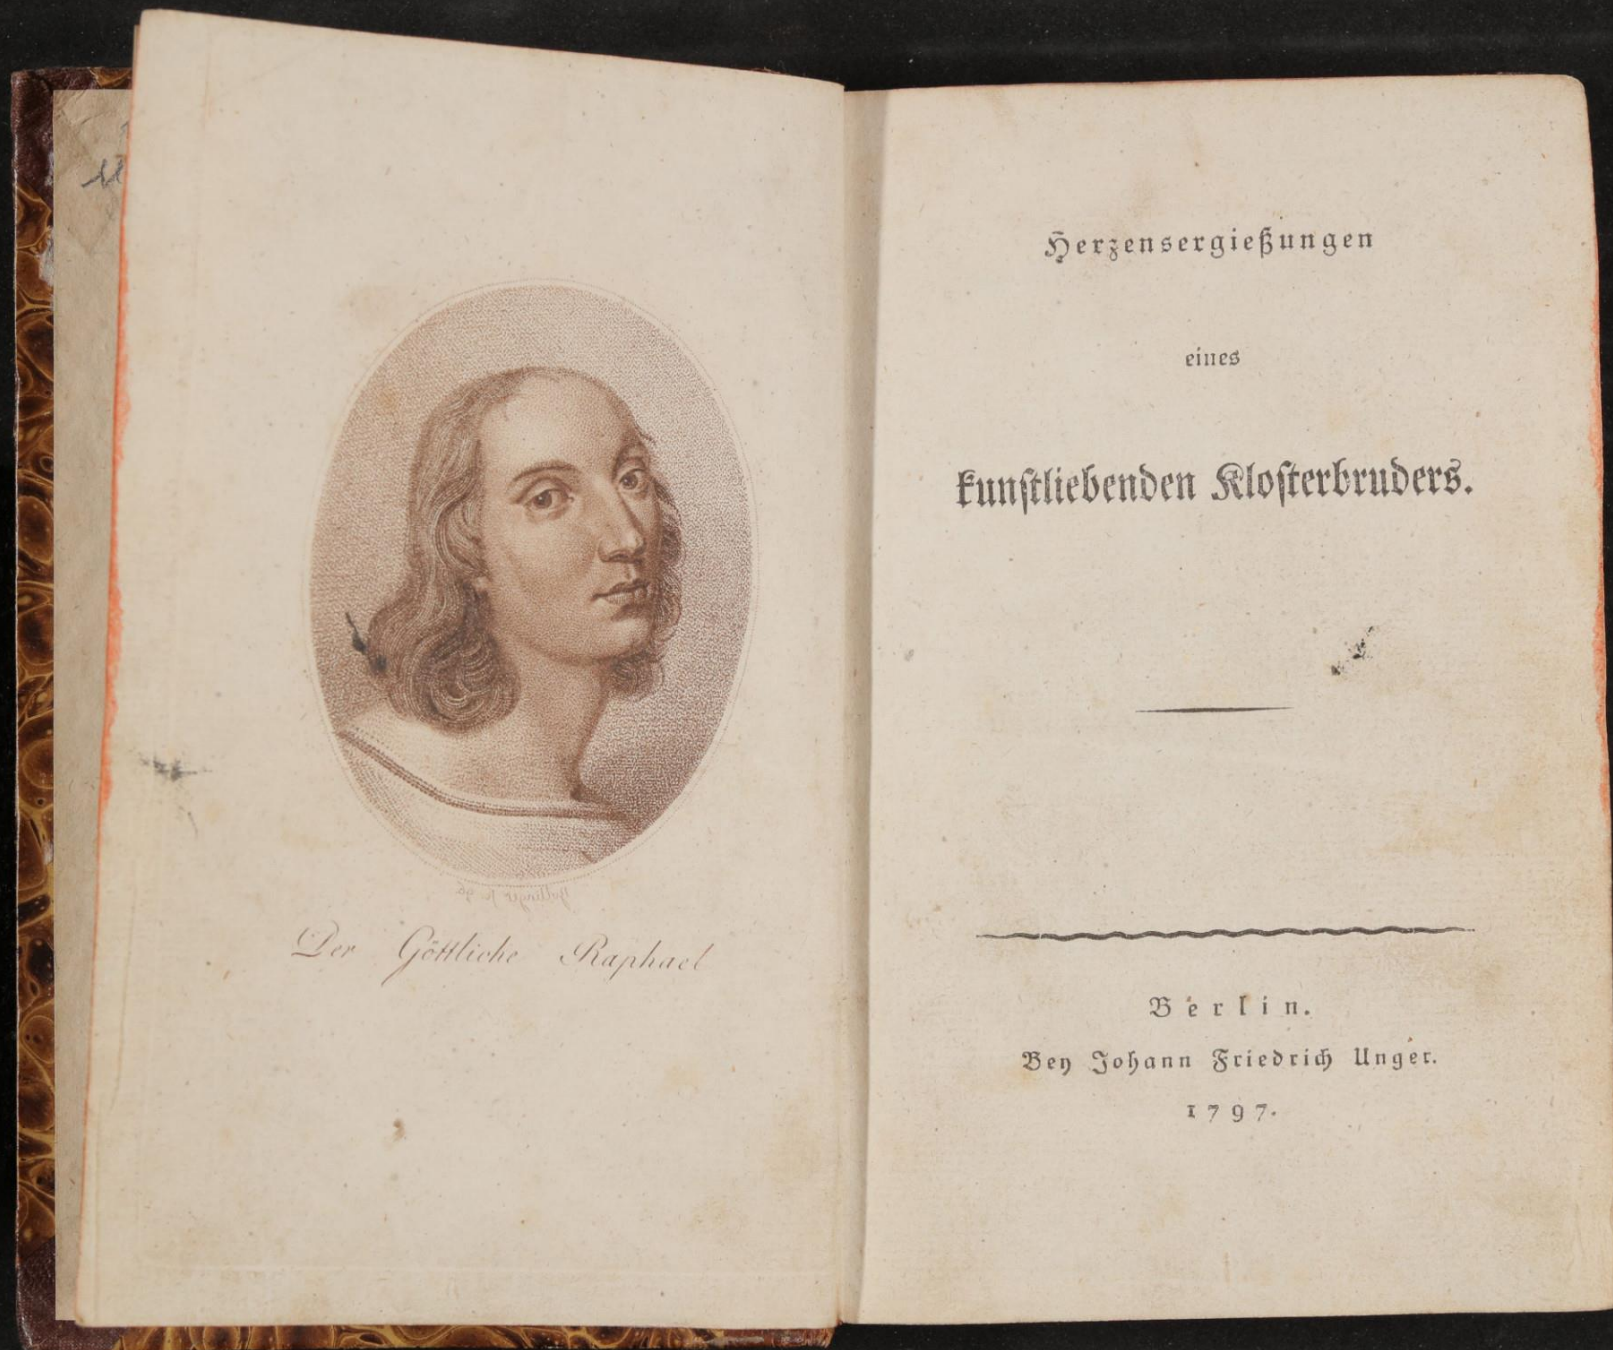 Der Göttliche Raphael
Herzensergießungen
eines
kunstliebenden Klosterbruders.
Berlin.
Bey Johann Friedrich Unger.
1797.